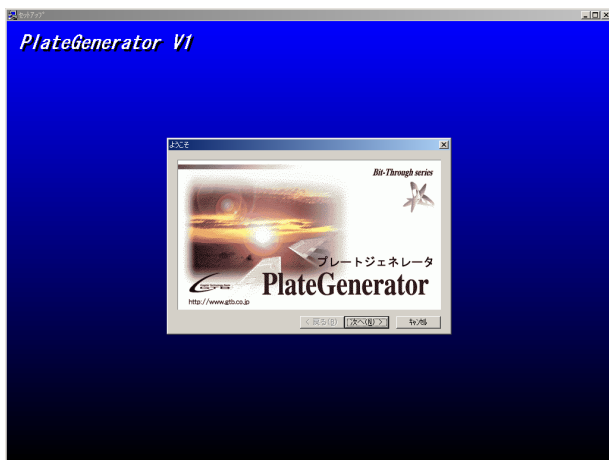 セットアップ
PlateGenerator V1
ようこそ
Bit-Through series
プレートジェネレータ
PlateGenerator
GTB
http://www.gtb.co.jp
< 戻る(B)
次へ(N) >
キャンセル